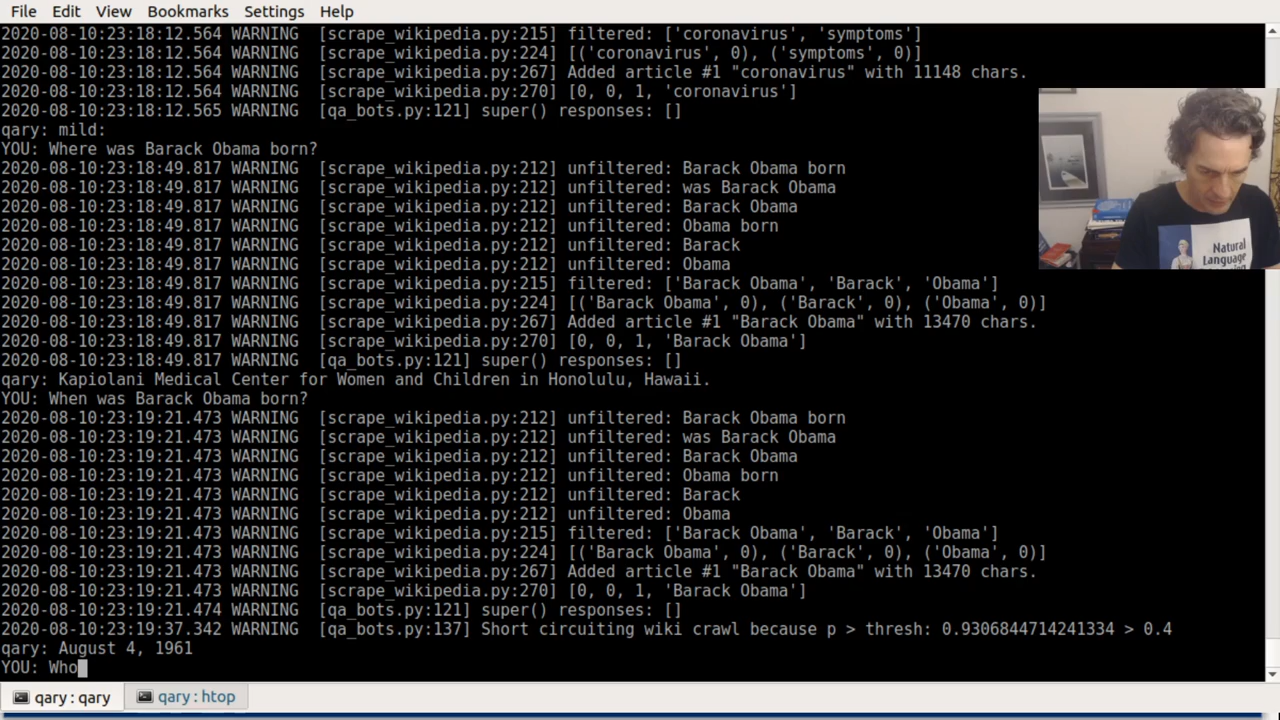 File Edit View Bookmarks Settings Help
2020-08-10:23:18:12.564 WARNING [scrape_wikipedia.py:215] filtered: ['coronavirus', 'symptoms']
2020-08-10:23:18:12.564 WARNING [scrape_wikipedia.py:224] [('coronavirus', 0), ('symptoms', 0)]
2020-08-10:23:18:12.564 WARNING [scrape_wikipedia.py:267] Added article #1 "coronavirus" with 11148 chars.
2020-08-10:23:18:12.564 WARNING [scrape_wikipedia.py:270] [0, 0, 1, 'coronavirus']
2020-08-10:23:18:12.565 WARNING [qa_bots.py:121] super() responses: []
qary: mild:
YOU: Where was Barack Obama born?
2020-08-10:23:18:49.817 WARNING [scrape_wikipedia.py:212] unfiltered: Barack Obama born
2020-08-10:23:18:49.817 WARNING [scrape_wikipedia.py:212] unfiltered: was Barack Obama
2020-08-10:23:18:49.817 WARNING [scrape_wikipedia.py:212] unfiltered: Barack Obama
2020-08-10:23:18:49.817 WARNING [scrape_wikipedia.py:212] unfiltered: Obama born
2020-08-10:23:18:49.817 WARNING [scrape_wikipedia.py:212] unfiltered: Barack
2020-08-10:23:18:49.817 WARNING [scrape_wikipedia.py:212] unfiltered: Obama
2020-08-10:23:18:49.817 WARNING [scrape_wikipedia.py:215] filtered: ['Barack Obama', 'Barack', 'Obama']
2020-08-10:23:18:49.817 WARNING [scrape_wikipedia.py:224] [('Barack Obama', 0), ('Barack', 0), ('Obama', 0)]
2020-08-10:23:18:49.817 WARNING [scrape_wikipedia.py:267] Added article #1 "Barack Obama" with 13470 chars.
2020-08-10:23:18:49.817 WARNING [scrape_wikipedia.py:270] [0, 0, 1, 'Barack Obama']
2020-08-10:23:18:49.817 WARNING [qa_bots.py:121] super() responses: []
qary: Kapiolani Medical Center for Women and Children in Honolulu, Hawaii.
YOU: When was Barack Obama born?
2020-08-10:23:19:21.473 WARNING [scrape_wikipedia.py:212] unfiltered: Barack Obama born
2020-08-10:23:19:21.473 WARNING [scrape_wikipedia.py:212] unfiltered: was Barack Obama
2020-08-10:23:19:21.473 WARNING [scrape_wikipedia.py:212] unfiltered: Barack Obama
2020-08-10:23:19:21.473 WARNING [scrape_wikipedia.py:212] unfiltered: Obama born
2020-08-10:23:19:21.473 WARNING [scrape_wikipedia.py:212] unfiltered: Barack
2020-08-10:23:19:21.473 WARNING [scrape_wikipedia.py:212] unfiltered: Obama
2020-08-10:23:19:21.473 WARNING [scrape_wikipedia.py:215] filtered: ['Barack Obama', 'Barack', 'Obama']
2020-08-10:23:19:21.473 WARNING [scrape_wikipedia.py:224] [('Barack Obama', 0), ('Barack', 0), ('Obama', 0)]
2020-08-10:23:19:21.473 WARNING [scrape_wikipedia.py:267] Added article #1 "Barack Obama" with 13470 chars.
2020-08-10:23:19:21.473 WARNING [scrape_wikipedia.py:270] [0, 0, 1, 'Barack Obama']
2020-08-10:23:19:21.474 WARNING [qa_bots.py:121] super() responses: []
2020-08-10:23:19:37.342 WARNING [qa_bots.py:137] Short circuiting wiki crawl because p > thresh: 0.9306844714241334 > 0.4
qary: August 4, 1961
YOU: Who
Natural
Language
qary : qary
qary : htop